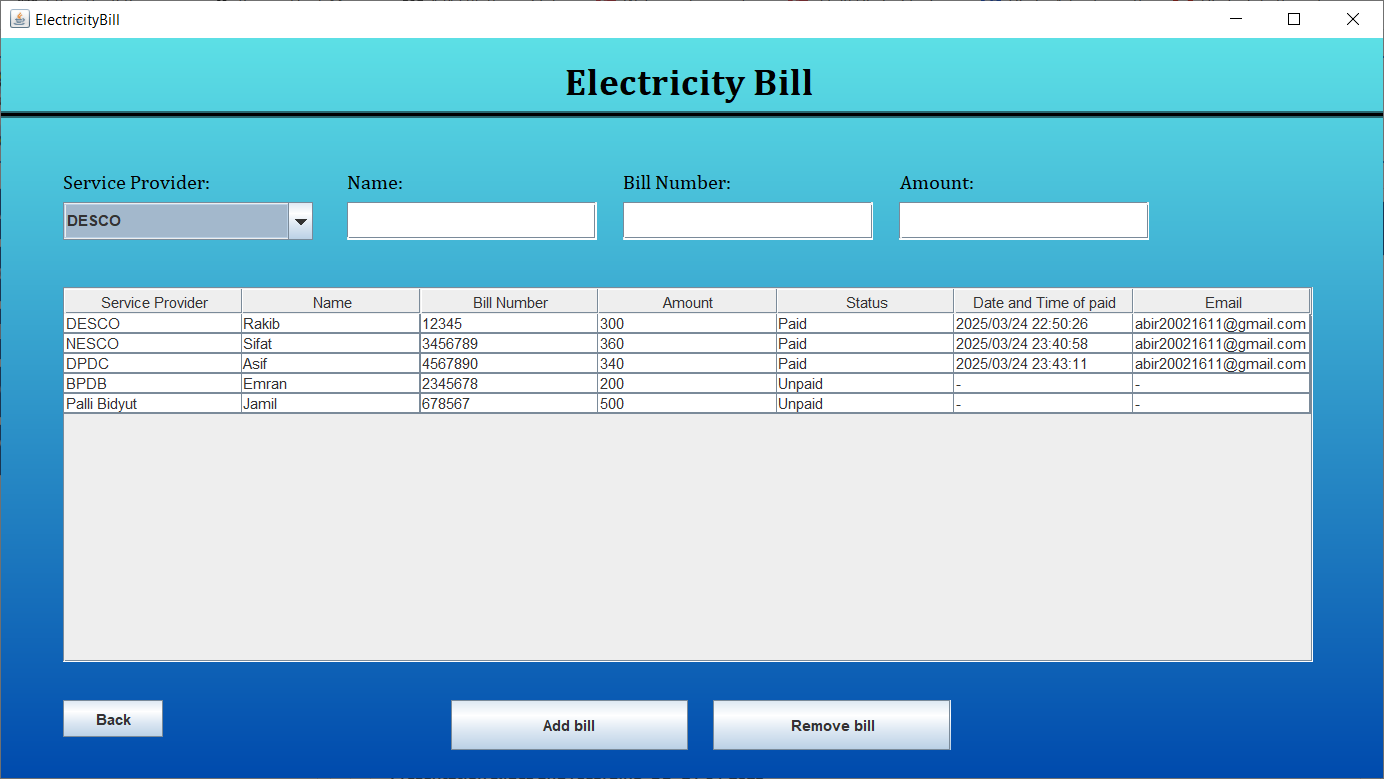 ElectricityBill
Electricity Bill
Service Provider: Name: Bill Number: Amount:
DESCO
Service Provider Name Bill Number Amount Status Date and Time of paid Email
DESCO Rakib 12345 300 Paid 2025/03/24 22:50:26 abir20021611@gmail.com
NESCO Sifat 3456789 360 Paid 2025/03/24 23:40:58 abir20021611@gmail.com
DPDC Asif 4567890 340 Paid 2025/03/24 23:43:11 abir20021611@gmail.com
BPDB Emran 2345678 200 Unpaid - -
Palli Bidyut Jamil 678567 500 Unpaid - -
Back Add bill Remove bill